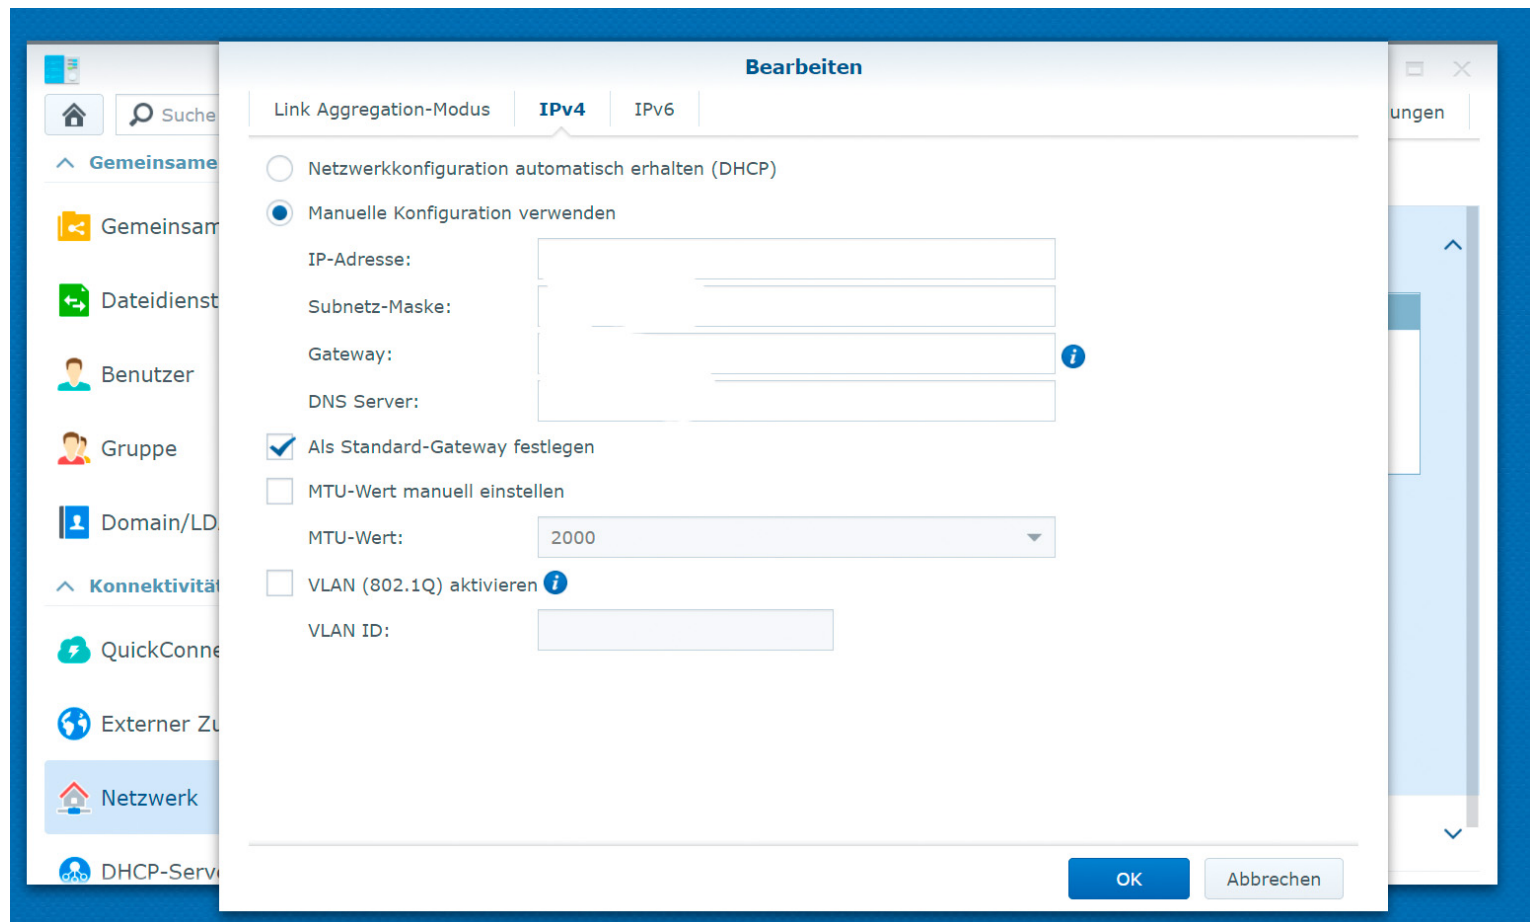 Bearbeiten
Suche
ungen
Link Aggregation-Modus
IPv4
IPv6
Gemeinsame
Gemeinsam
Dateidienst
Benutzer
Gruppe
Domain/LD
Konnektivität
QuickConne
Externer Zu
Netzwerk
DHCP-Serve
Netzwerkkonfiguration automatisch erhalten (DHCP)
Manuelle Konfiguration verwenden
IP-Adresse:
Subnetz-Maske:
Gateway:
DNS Server:
Als Standard-Gateway festlegen
MTU-Wert manuell einstellen
MTU-Wert: 2000
VLAN (802.1Q) aktivieren
VLAN ID:
OK
Abbrechen